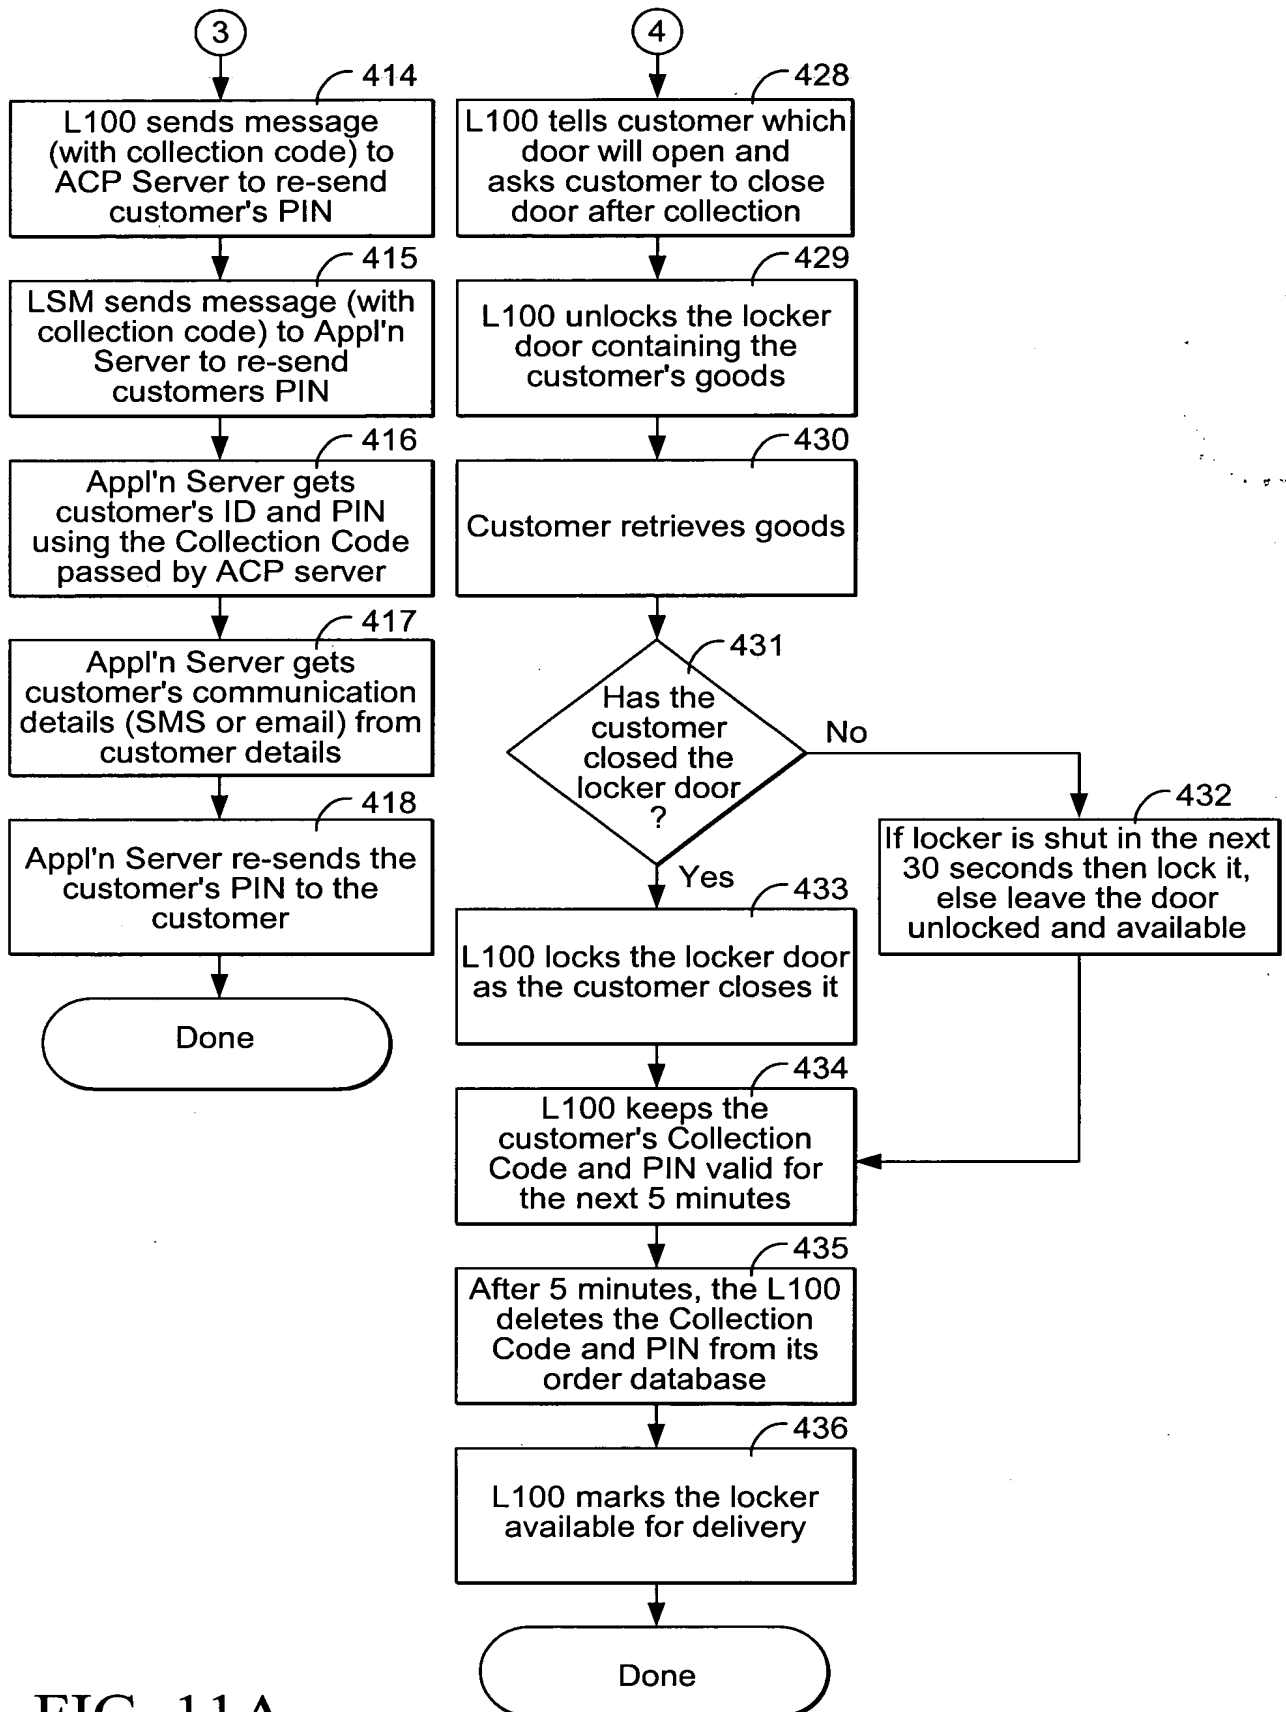 3
414
L100 sends message
(with collection code) to
ACP Server to re-send
customer's PIN
415
LSM sends message (with
collection code) to Appl'n
Server to re-send
customers PIN
416
Appl'n Server gets
customer's ID and PIN
using the Collection Code
passed by ACP server
417
Appl'n Server gets
customer's communication
details (SMS or email) from
customer details
418
Appl'n Server re-sends the
customer's PIN to the
customer
Done
4
428
L100 tells customer which
door will open and
asks customer to close
door after collection
429
L100 unlocks the locker
door containing the
customer's goods
430
Customer retrieves goods
431
Has the
customer
closed the
locker door
?
No
Yes
432
If locker is shut in the next
30 seconds then lock it,
else leave the door
unlocked and available
433
L100 locks the locker door
as the customer closes it
434
L100 keeps the
customer's Collection
Code and PIN valid for
the next 5 minutes
435
After 5 minutes, the L100
deletes the Collection
Code and PIN from its
order database
436
L100 marks the locker
available for delivery
Done
FIG. 11A